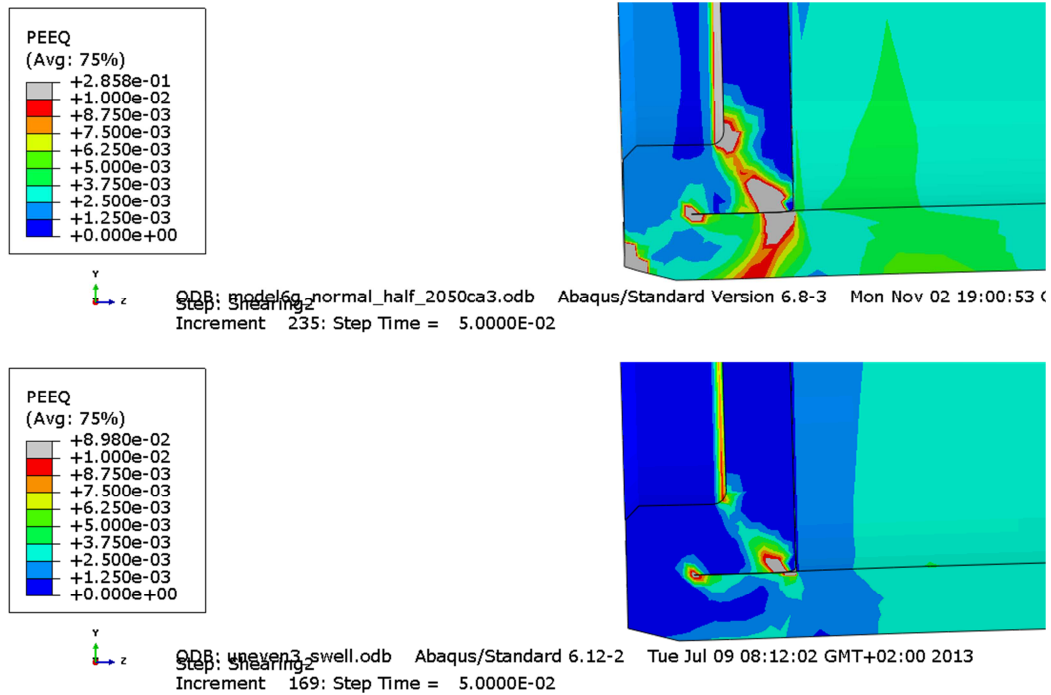 PEEQ
(Avg: 75%)
+2.858e-01
+1.000e-02
+8.750e-03
+7.500e-03
+6.250e-03
+5.000e-03
+3.750e-03
+2.500e-03
+1.250e-03
+0.000e+00
Y
Z
ODB: model6g_normal_half_2050ca3.odb Abaqus/Standard Version 6.8-3 Mon Nov 02 19:00:53
Step: Shearing2
Increment 235: Step Time = 5.0000E-02
PEEQ
(Avg: 75%)
+8.980e-02
+1.000e-02
+8.750e-03
+7.500e-03
+6.250e-03
+5.000e-03
+3.750e-03
+2.500e-03
+1.250e-03
+0.000e+00
Y
Z
ODB: uneven3_swell.odb Abaqus/Standard 6.12-2 Tue Jul 09 08:12:02 GMT+02:00 2013
Step: Shearing2
Increment 169: Step Time = 5.0000E-02